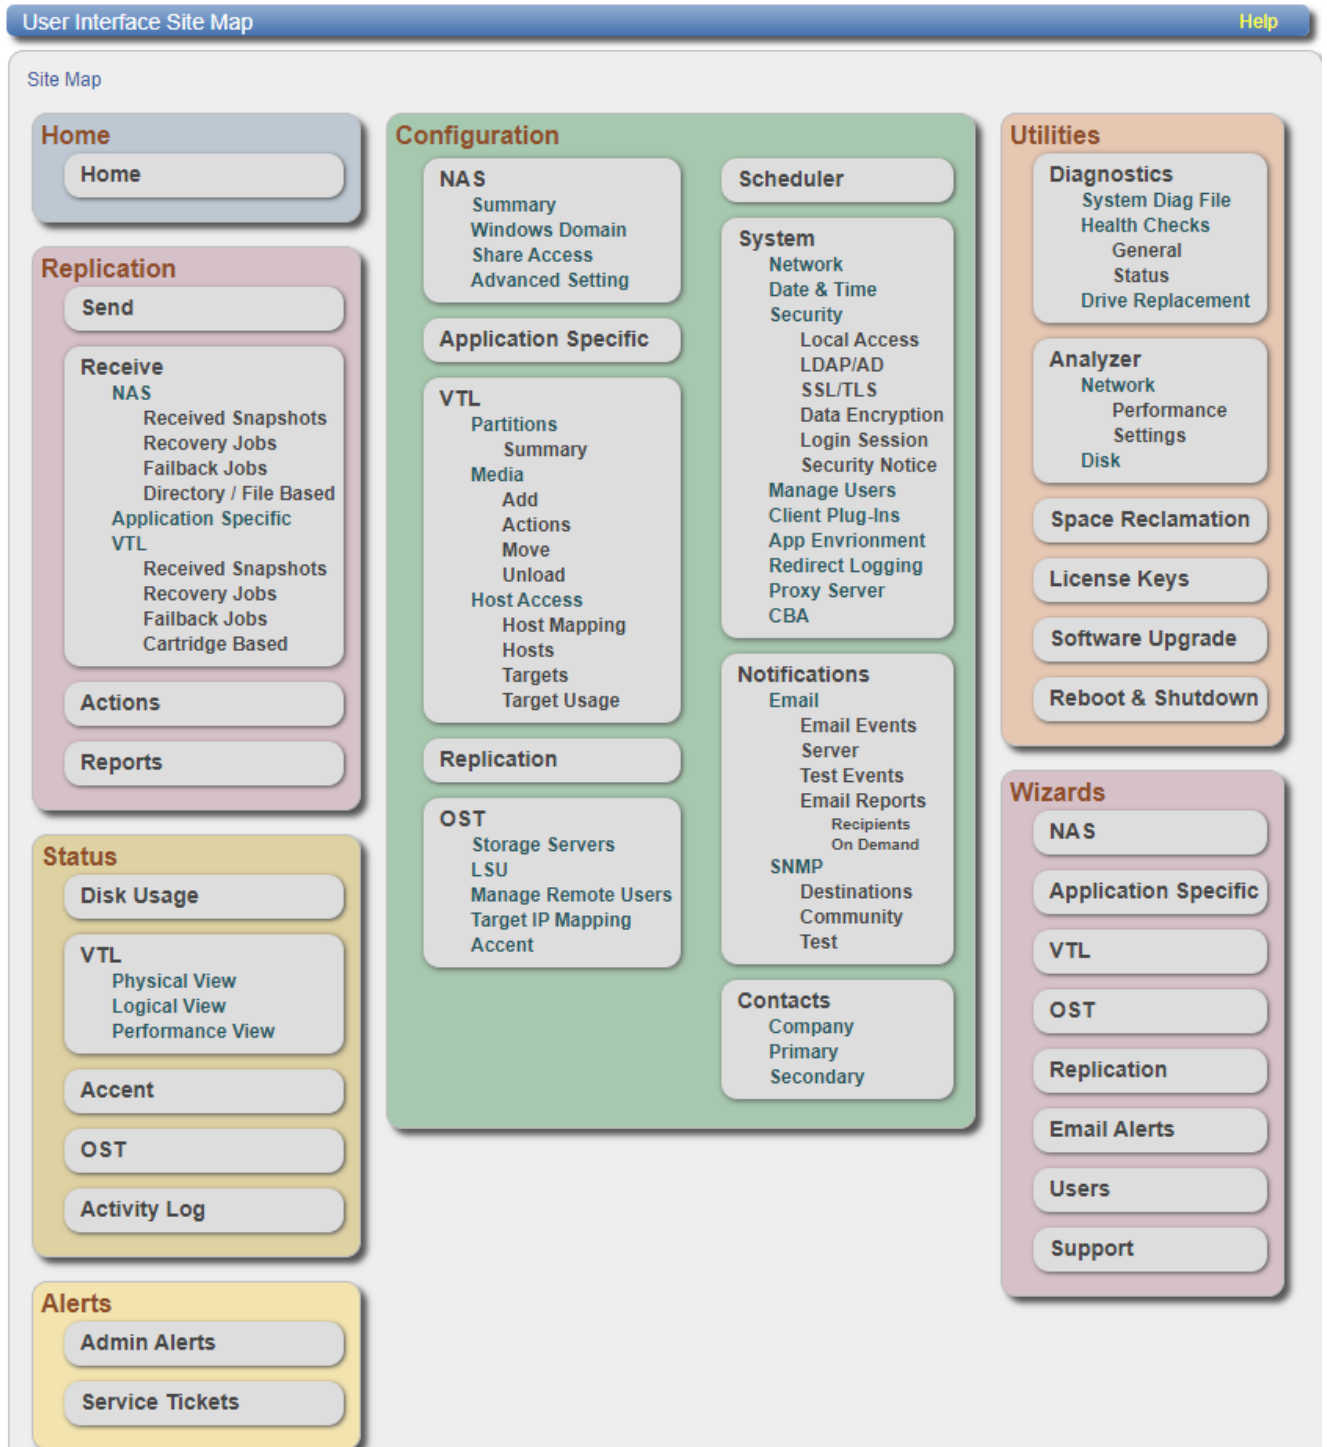 User Interface Site Map
Help
Site Map
Home
Home
Replication
Send
Receive
NAS
Received Snapshots
Recovery Jobs
Failback Jobs
Directory / File Based
Application Specific
VTL
Received Snapshots
Recovery Jobs
Failback Jobs
Cartridge Based
Actions
Reports
Status
Disk Usage
VTL
Physical View
Logical View
Performance View
Accent
OST
Activity Log
Alerts
Admin Alerts
Service Tickets
Configuration
NAS
Summary
Windows Domain
Share Access
Advanced Setting
Application Specific
VTL
Partitions
Summary
Media
Add
Actions
Move
Unload
Host Access
Host Mapping
Hosts
Targets
Target Usage
Replication
OST
Storage Servers
LSU
Manage Remote Users
Target IP Mapping
Accent
Scheduler
System
Network
Date & Time
Security
Local Access
LDAP/AD
SSL/TLS
Data Encryption
Login Session
Security Notice
Manage Users
Client Plug-Ins
App Envrionment
Redirect Logging
Proxy Server
CBA
Notifications
Email
Email Events
Server
Test Events
Email Reports
Recipients
On Demand
SNMP
Destinations
Community
Test
Contacts
Company
Primary
Secondary
Utilities
Diagnostics
System Diag File
Health Checks
General
Status
Drive Replacement
Analyzer
Network
Performance
Settings
Disk
Space Reclamation
License Keys
Software Upgrade
Reboot & Shutdown
Wizards
NAS
Application Specific
VTL
OST
Replication
Email Alerts
Users
Support